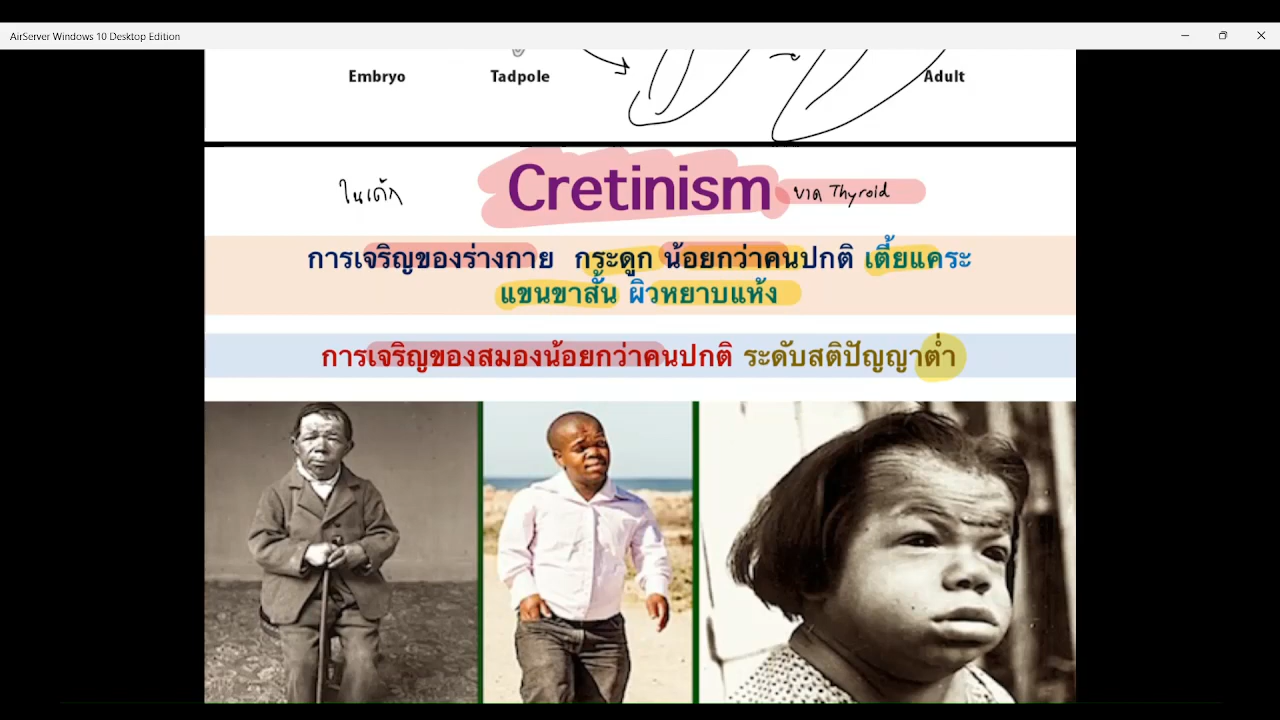 AirServer Windows 10 Desktop Edition
Embryo Tadpole Adult
ในเด็ก Cretinism ขาด Thyroid
การเจริญของร่างกาย กระดูก น้อยกว่าคนปกติ เตี้ยแคระ
แขนขาสั้น ผิวหยาบแห้ง
การเจริญของสมองน้อยกว่าคนปกติ ระดับสติปัญญาต่ำ